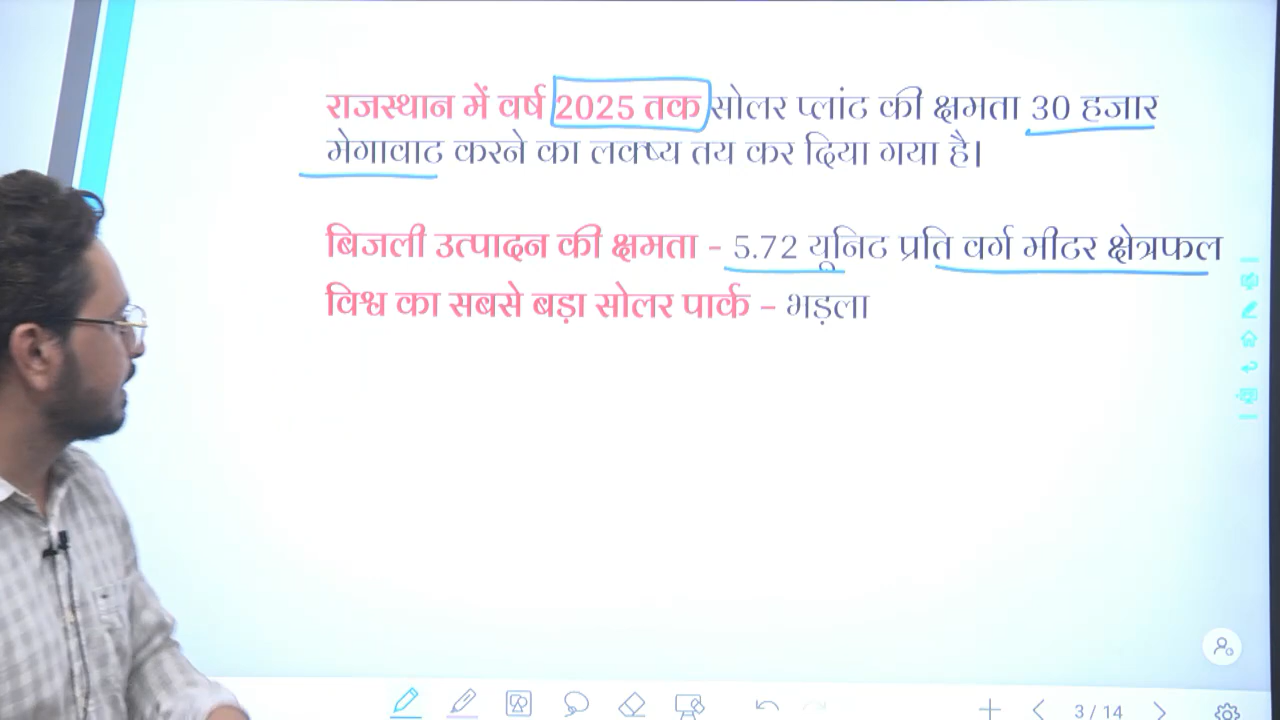 राजस्थान में वर्ष 2025 तक सोलर प्लांट की क्षमता 30 हजार
मेगावाट करने का लक्ष्य तय कर दिया गया है।
बिजली उत्पादन की क्षमता - 5.72 यूनिट प्रति वर्ग मीटर क्षेत्रफल
विश्व का सबसे बड़ा सोलर पार्क - भड़ला
3 / 14